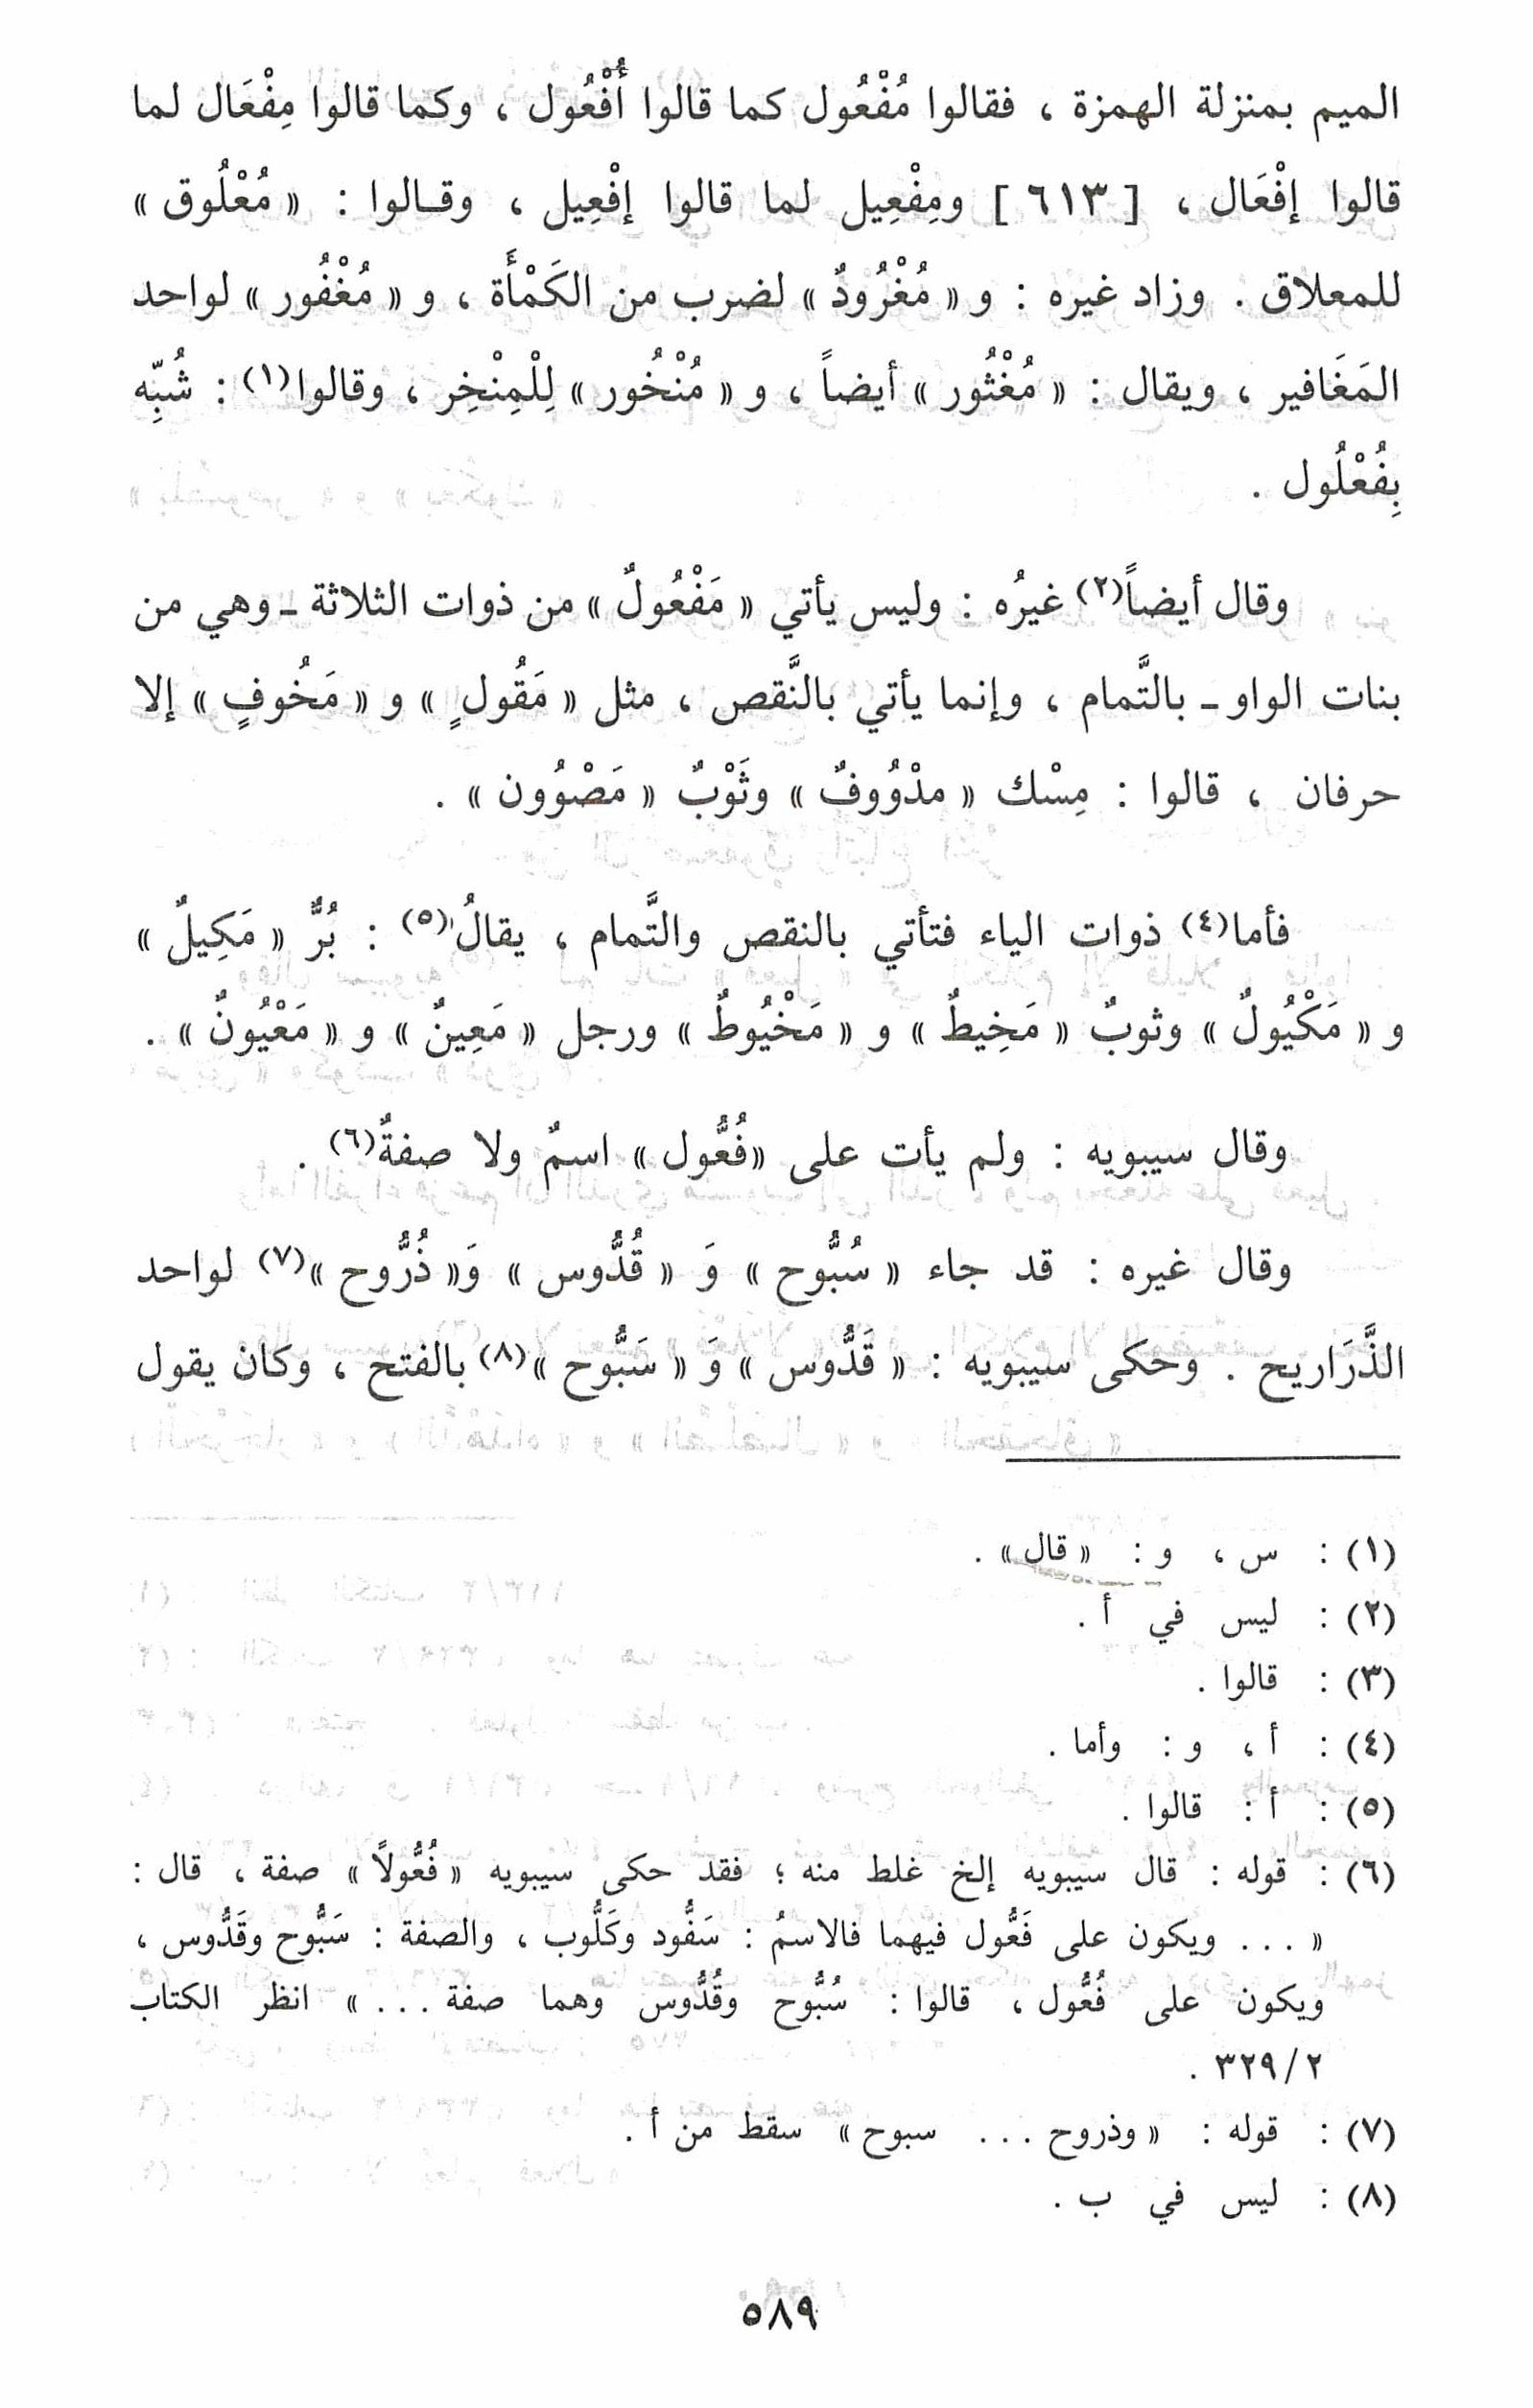 الميم بمنزلة الهمزة ، فقالوا مُفْعُول كما قالوا أُفْعُول ، وكما قالوا مِفْعَال لما
قالوا إفْعَال ، [ ٦١٣ ] ومِفْعِيل لما قالوا إفْعِيل ، وقالوا : « مُعْلُوق »
للمعلاق . وزاد غيره : و « مُغْرُودٌ » لضرب من الكَمْأَة ، و « مُغْفُور » لواحد
المَغَافير ، ويقال : « مُغْثُور » أيضاً ، و « مُنْخُور » لِلْمِنْخِر ، وقالوا(١) : شُبِّه
بِفُعْلُول .
وقال أيضاً(٢) غيرُه : وليس يأتي « مَفْعُولٌ » من ذوات الثلاثة ـ وهي من
بنات الواو ـ بالتَّمام ، وإنما يأتي بالنَّقص ، مثل « مَقُولٍ » و « مَخُوفٍ » إلا
حرفان ، قالوا : مِسْك « مدْوُوفٌ » وثَوْبٌ « مَصْوُون » .
فأما(٤) ذوات الياء فتأتي بالنقص والتَّمام ، يقالُ(٥) : بُرٌّ « مَكِيلٌ »
و « مَكْيُولٌ » وثوبٌ « مَخِيطٌ » و « مَخْيُوطٌ » ورجل « مَعِينٌ » و « مَعْيُونٌ » .
وقال سيبويه : ولم يأت على «فُعُّول » اسمٌ ولا صفةٌ(٦) .
وقال غيره : قد جاء « سُبُّوح » وَ « قُدُّوس » وَ« ذُرُّوح »(٧) لواحد
الذَّرَاريح . وحكى سيبويه : « قَدُّوس » وَ « سَبُّوح »(٨) بالفتح ، وكان يقول
(١) : س ، و : « قال » .
(٢) : ليس في أ .
(٣) : قالوا .
(٤) : أ ، و : وأما .
(٥) : أ : قالوا .
(٦) : قوله : قال سيبويه إلخ غلط منه ؛ فقد حكى سيبويه « فُعُّولاً » صفة ، قال :
« ... ويكون على فَعُّول فيهما فالاسمُ : سَفُّود وكَلُّوب ، والصفة : سَبُّوح وقَدُّوس ،
ويكون على فُعُّول ، قالوا : سُبُّوح وقُدُّوس وهما صفة ... » انظر الكتاب
٣٢٩/٢ .
(٧) : قوله : « وذروح ... سبوح » سقط من أ .
(٨) : ليس في ب .
٥٨٩